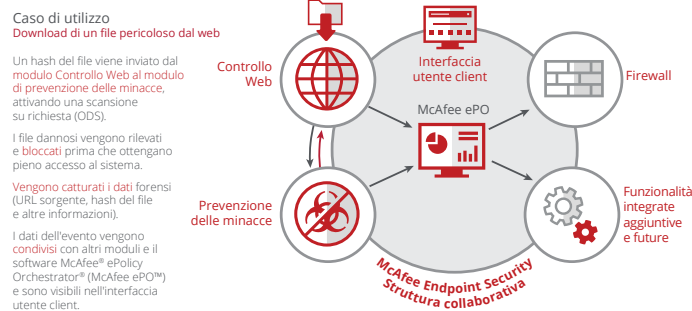 Caso di utilizzo
Download di un file pericoloso dal web
Un hash del file viene inviato dal
modulo Controllo Web al modulo
di prevenzione delle minacce,
attivando una scansione
su richiesta (ODS).
I file dannosi vengono rilevati
e bloccati prima che ottengano
pieno accesso al sistema.
Vengono catturati i dati forensi
(URL sorgente, hash del file
e altre informazioni).
I dati dell'evento vengono
condivisi con altri moduli e il
software McAfee® ePolicy
Orchestrator® (McAfee ePO™)
e sono visibili nell'interfaccia
utente client.
Controllo
Web
Interfaccia
utente client
Firewall
McAfee ePO
Prevenzione
delle minacce
Funzionalità
integrate
aggiuntive
e future
McAfee Endpoint Security
Struttura collaborativa